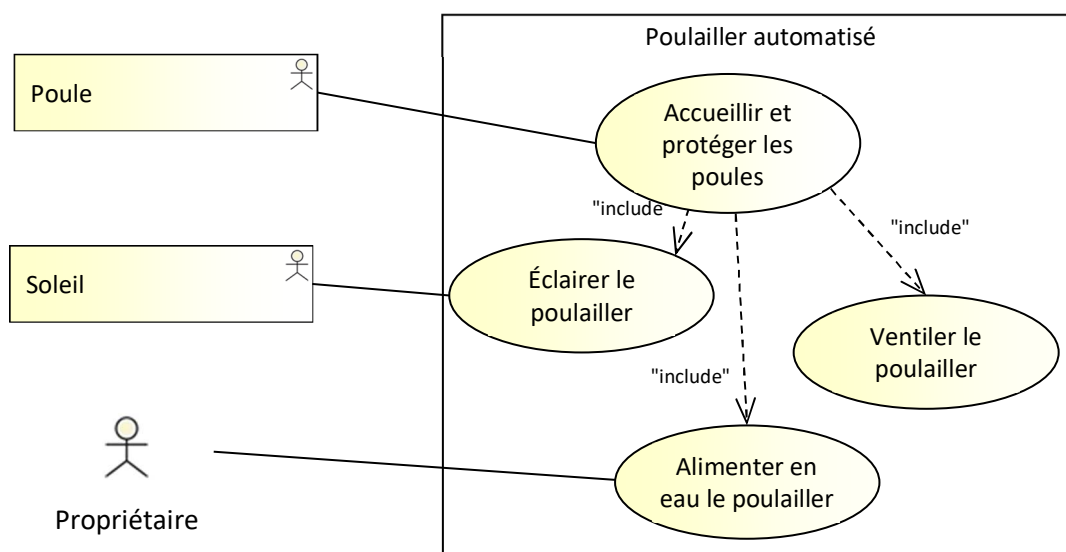 Poulailler automatisé
Poule
Accueillir et
protéger les
poules
"include
"include"
Soleil
Éclairer le
poulailler
Ventiler le
poulailler
"include"
Alimenter en
eau le poulailler
Propriétaire